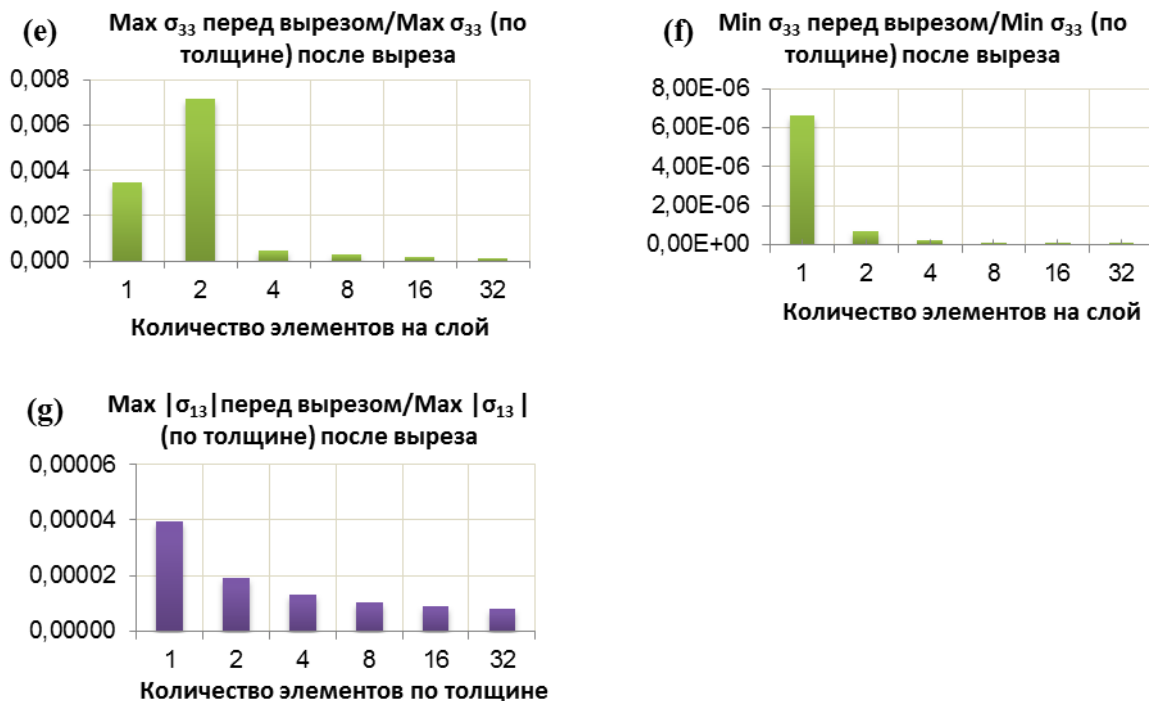 (e) Max σ₃₃ перед вырезом/Max σ₃₃ (по
толщине) после выреза
0,008
0,006
0,004
0,002
0,000
1 2 4 8 16 32
Количество элементов на слой
(f) Min σ₃₃ перед вырезом/Min σ₃₃ (по
толщине) после выреза
8,00E-06
6,00E-06
4,00E-06
2,00E-06
0,00E+00
1 2 4 8 16 32
Количество элементов на слой
(g) Max |σ₁₃|перед вырезом/Max |σ₁₃ |
(по толщине) после выреза
0,00006
0,00004
0,00002
0,00000
1 2 4 8 16 32
Количество элементов по толщине